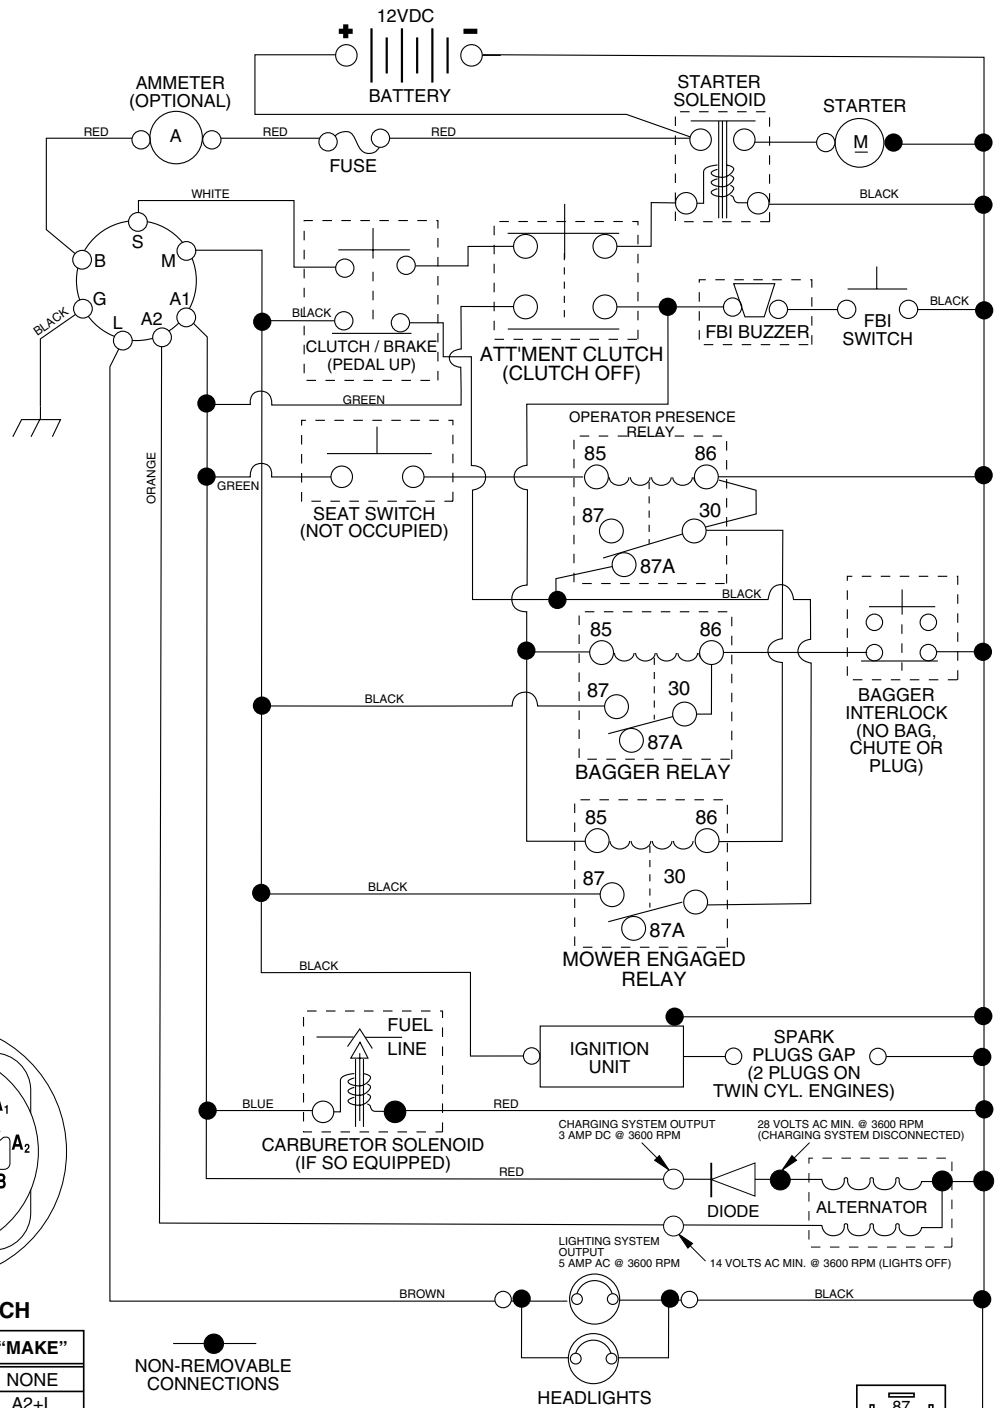 12VDC
+
-
BATTERY
AMMETER
(OPTIONAL)
RED
A
RED
FUSE
RED
STARTER
SOLENOID
STARTER
M
BLACK
WHITE
S
B
M
G
A1
L
A2
BLACK
BLACK
CLUTCH / BRAKE
(PEDAL UP)
ATT'MENT CLUTCH
(CLUTCH OFF)
FBI BUZZER
FBI
SWITCH
BLACK
GREEN
ORANGE
GREEN
SEAT SWITCH
(NOT OCCUPIED)
OPERATOR PRESENCE
RELAY
85
86
87
30
87A
BLACK
85
86
87
30
87A
BLACK
BAGGER RELAY
BAGGER
INTERLOCK
(NO BAG,
CHUTE OR
PLUG)
85
86
87
30
87A
BLACK
MOWER ENGAGED
RELAY
BLACK
FUEL
LINE
IGNITION
UNIT
SPARK
PLUGS GAP
(2 PLUGS ON
TWIN CYL. ENGINES)
BLUE
RED
CARBURETOR SOLENOID
(IF SO EQUIPPED)
CHARGING SYSTEM OUTPUT
3 AMP DC @ 3600 RPM
28 VOLTS AC MIN. @ 3600 RPM
(CHARGING SYSTEM DISCONNECTED)
RED
DIODE
ALTERNATOR
LIGHTING SYSTEM
OUTPUT
5 AMP AC @ 3600 RPM
14 VOLTS AC MIN. @ 3600 RPM (LIGHTS OFF)
BROWN
BLACK
HEADLIGHTS
NON-REMOVABLE
CONNECTIONS
A2
CH
"MAKE"
NONE
A2+L
87